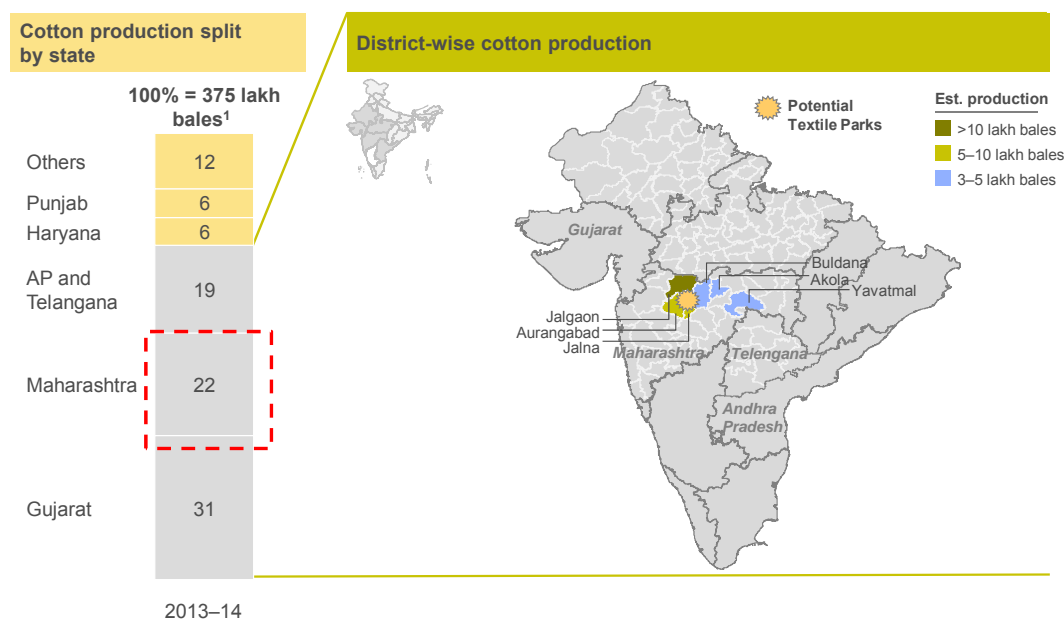 Cotton production split
by state
District-wise cotton production
100% = 375 lakh
bales¹
Others
12
Punjab
6
Haryana
6
AP and
Telangana
19
Maharashtra
22
Gujarat
31
2013–14
Potential
Textile Parks
Est. production
>10 lakh bales
5–10 lakh bales
3–5 lakh bales
Gujarat
Buldana
Akola
Yavatmal
Jalgaon
Aurangabad
Jalna
Maharashtra
Telengana
Andhra
Pradesh